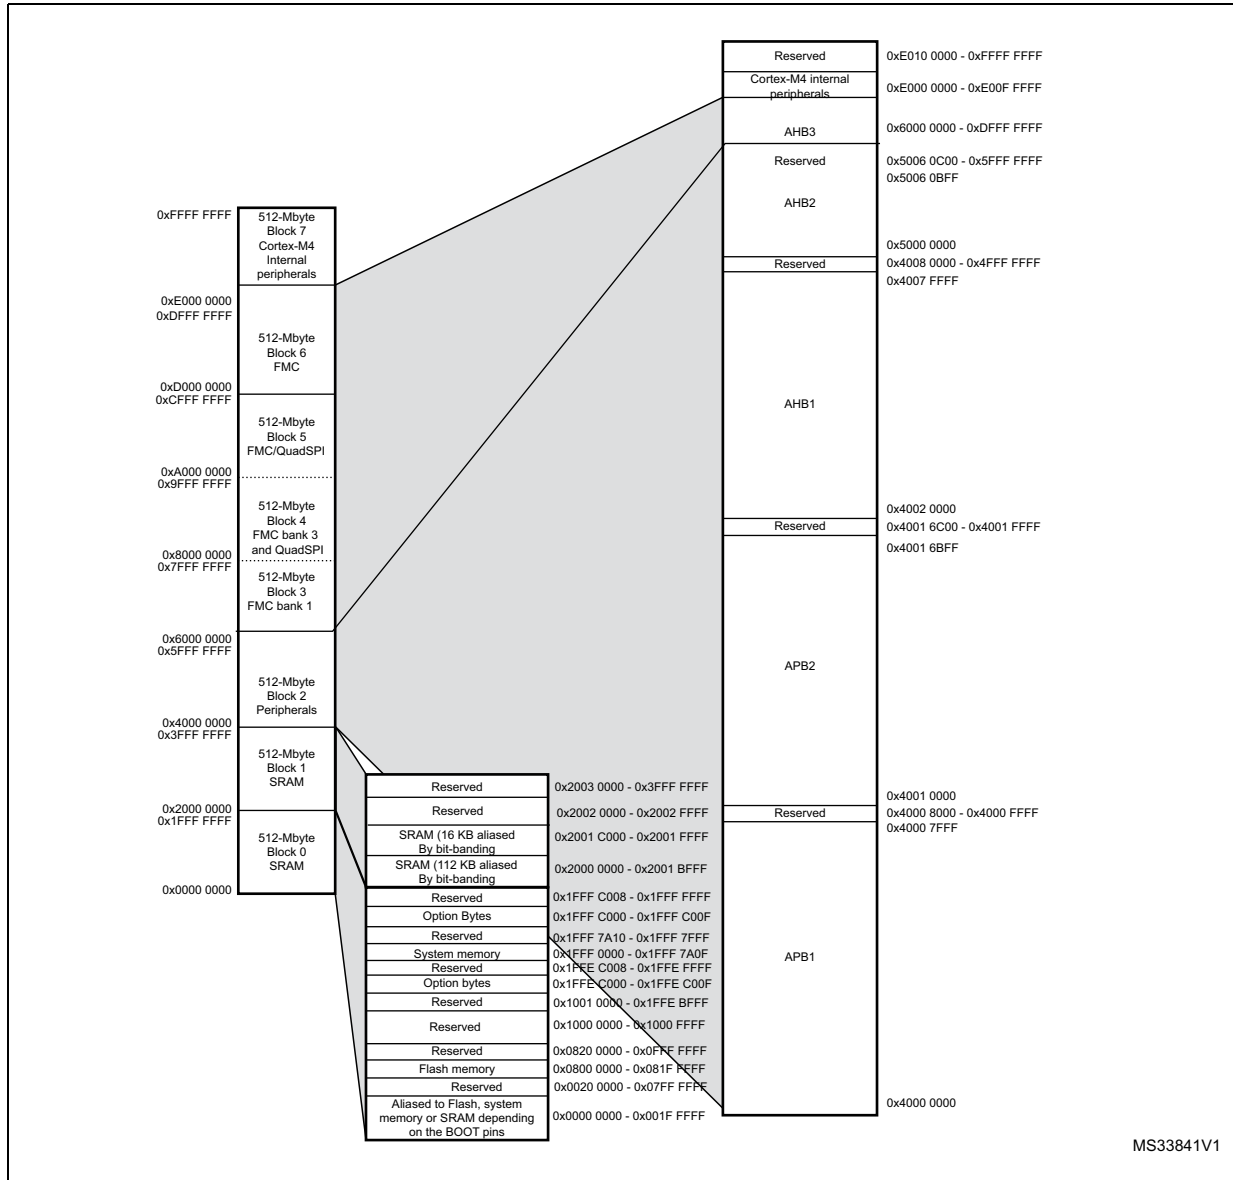 0xFFFF FFFF
512-Mbyte
Block 7
Cortex-M4
Internal
peripherals
0xE000 0000
0xDFFF FFFF
512-Mbyte
Block 6
FMC
0xD000 0000
0xCFFF FFFF
512-Mbyte
Block 5
FMC/QuadSPI
0xA000 0000
0x9FFF FFFF
512-Mbyte
Block 4
FMC bank 3
and QuadSPI
0x8000 0000
0x7FFF FFFF
512-Mbyte
Block 3
FMC bank 1
0x6000 0000
0x5FFF FFFF
512-Mbyte
Block 2
Peripherals
0x4000 0000
0x3FFF FFFF
512-Mbyte
Block 1
SRAM
0x2000 0000
0x1FFF FFFF
512-Mbyte
Block 0
SRAM
0x0000 0000
Reserved 0x2003 0000 - 0x3FFF FFFF
Reserved 0x2002 0000 - 0x2002 FFFF
SRAM (16 KB aliased
By bit-banding
0x2001 C000 - 0x2001 FFFF
SRAM (112 KB aliased
By bit-banding
0x2000 0000 - 0x2001 BFFF
Reserved 0x1FFF C008 - 0x1FFF FFFF
Option Bytes 0x1FFF C000 - 0x1FFF C00F
Reserved 0x1FFF 7A10 - 0x1FFF 7FFF
System memory 0x1FFF 0000 - 0x1FFF 7A0F
Reserved 0x1FFE C008 - 0x1FFE FFFF
Option bytes 0x1FFE C000 - 0x1FFE C00F
Reserved 0x1001 0000 - 0x1FFE BFFF
Reserved 0x1000 0000 - 0x1000 FFFF
Reserved 0x0820 0000 - 0x0FFF FFFF
Flash memory 0x0800 0000 - 0x081F FFFF
Reserved 0x0020 0000 - 0x07FF FFFF
Aliased to Flash, system
memory or SRAM depending
on the BOOT pins
0x0000 0000 - 0x001F FFFF
Reserved 0xE010 0000 - 0xFFFF FFFF
Cortex-M4 internal
peripherals
0xE000 0000 - 0xE00F FFFF
AHB3 0x6000 0000 - 0xDFFF FFFF
Reserved 0x5006 0C00 - 0x5FFF FFFF
0x5006 0BFF
AHB2
0x5000 0000
Reserved 0x4008 0000 - 0x4FFF FFFF
0x4007 FFFF
AHB1
0x4002 0000
Reserved 0x4001 6C00 - 0x4001 FFFF
0x4001 6BFF
APB2
0x4001 0000
Reserved 0x4000 8000 - 0x4000 FFFF
0x4000 7FFF
APB1
0x4000 0000
MS33841V1